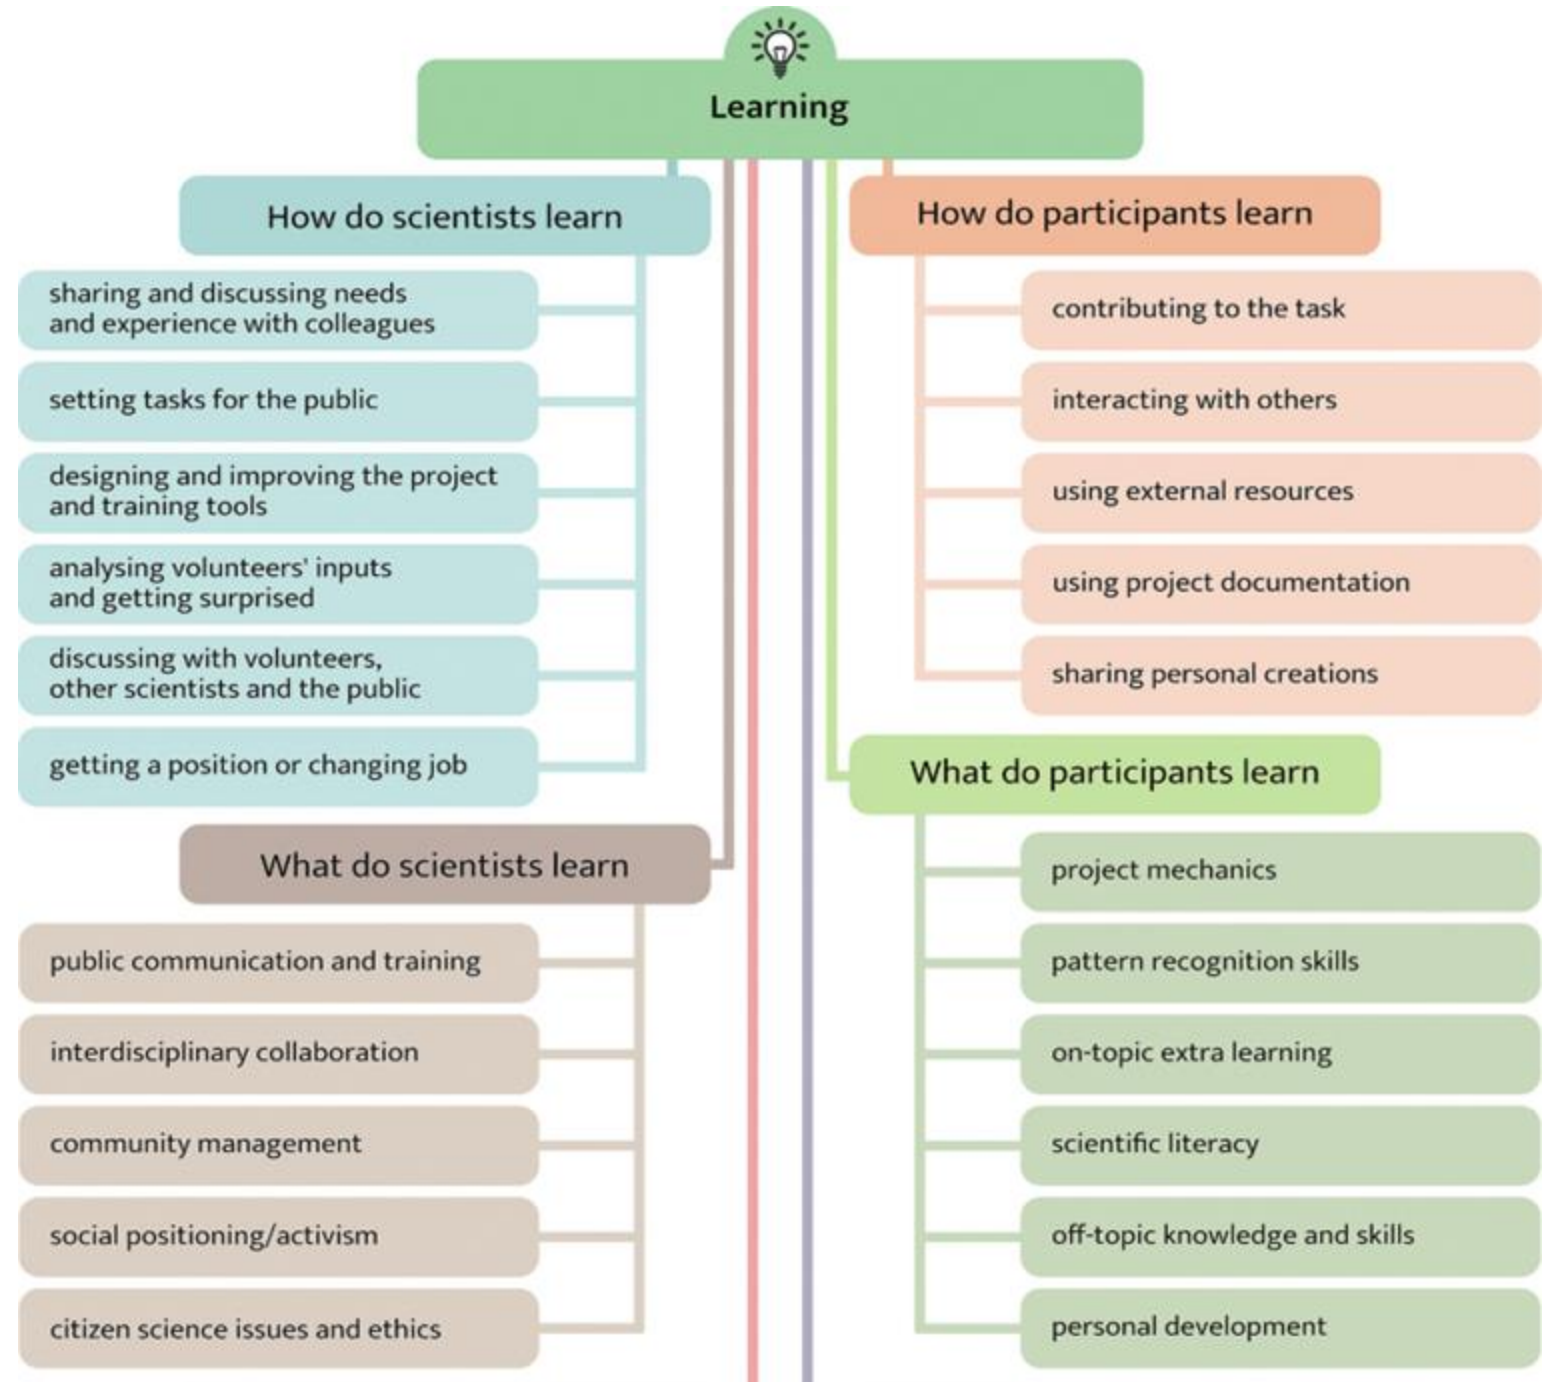 Learning
How do scientists learn
sharing and discussing needs
and experience with colleagues
setting tasks for the public
designing and improving the project
and training tools
analysing volunteers' inputs
and getting surprised
discussing with volunteers,
other scientists and the public
getting a position or changing job
What do scientists learn
public communication and training
interdisciplinary collaboration
community management
social positioning/activism
citizen science issues and ethics
How do participants learn
contributing to the task
interacting with others
using external resources
using project documentation
sharing personal creations
What do participants learn
project mechanics
pattern recognition skills
on-topic extra learning
scientific literacy
off-topic knowledge and skills
personal development